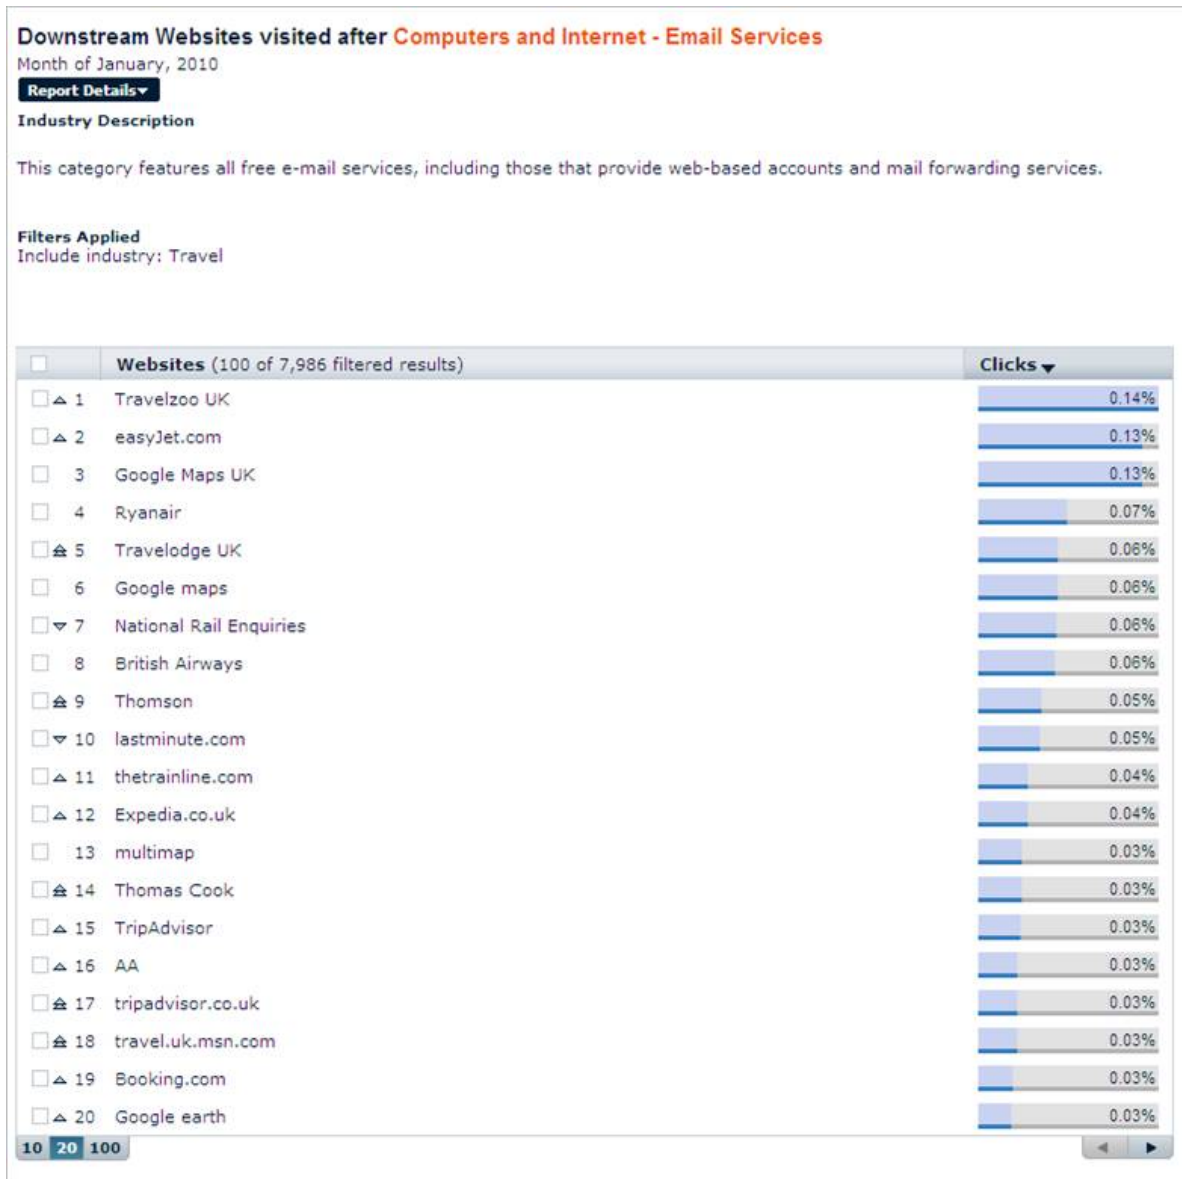 Downstream Websites visited after Computers and Internet - Email Services
Month of January, 2010
Report Details
Industry Description
This category features all free e-mail services, including those that provide web-based accounts and mail forwarding services.
Filters Applied
Include industry: Travel
Websites (100 of 7,986 filtered results) Clicks
1 Travelzoo UK 0.14%
2 easyJet.com 0.13%
3 Google Maps UK 0.13%
4 Ryanair 0.07%
5 Travelodge UK 0.06%
6 Google maps 0.06%
7 National Rail Enquiries 0.06%
8 British Airways 0.06%
9 Thomson 0.05%
10 lastminute.com 0.05%
11 thetrainline.com 0.04%
12 Expedia.co.uk 0.04%
13 multimap 0.03%
14 Thomas Cook 0.03%
15 TripAdvisor 0.03%
16 AA 0.03%
17 tripadvisor.co.uk 0.03%
18 travel.uk.msn.com 0.03%
19 Booking.com 0.03%
20 Google earth 0.03%
10 20 100